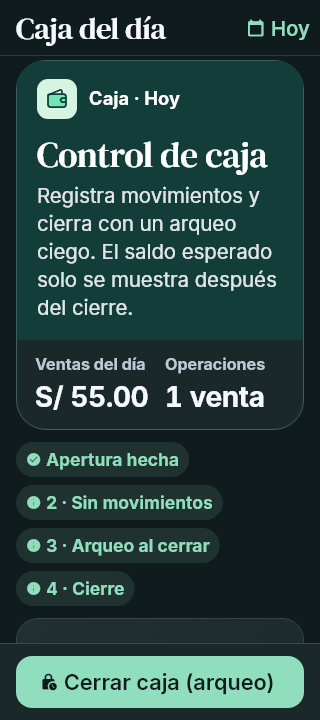 Caja del día
Hoy
Caja · Hoy
Control de caja
Registra movimientos y
cierra con un arqueo
ciego. El saldo esperado
solo se muestra después
del cierre.
Ventas del día
Operaciones
S/ 55.00
1 venta
Apertura hecha
2 · Sin movimientos
3 · Arqueo al cerrar
4 · Cierre
Cerrar caja (arqueo)